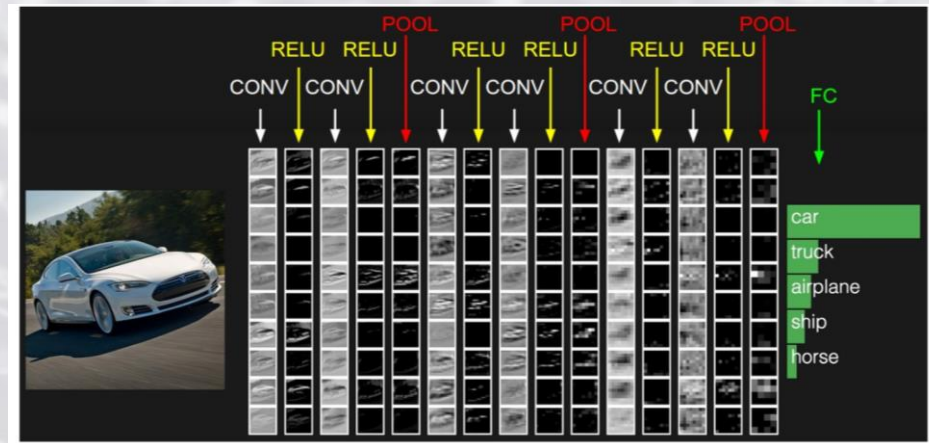 POOL POOL POOL
RELU RELU RELU RELU RELU RELU
CONV CONV CONV CONV CONV CONV
FC
car
truck
airplane
ship
horse